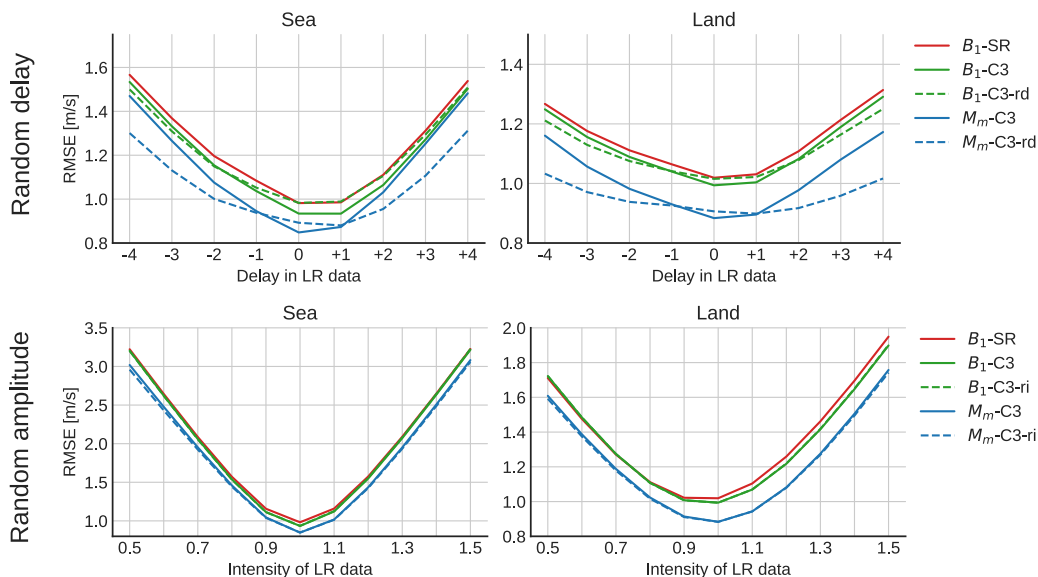 Random delay
Sea
RMSE [m/s]
1.6
1.4
1.2
1.0
0.8
-4 -3 -2 -1 0 +1 +2 +3 +4
Delay in LR data
Land
1.4
1.2
1.0
0.8
-4 -3 -2 -1 0 +1 +2 +3 +4
Delay in LR data
B₁-SR
B₁-C3
B₁-C3-rd
Mₘ-C3
Mₘ-C3-rd
Random amplitude
Sea
RMSE [m/s]
3.5
3.0
2.5
2.0
1.5
1.0
0.5 0.7 0.9 1.1 1.3 1.5
Intensity of LR data
Land
2.0
1.8
1.6
1.4
1.2
1.0
0.8
0.5 0.7 0.9 1.1 1.3 1.5
Intensity of LR data
B₁-SR
B₁-C3
B₁-C3-ri
Mₘ-C3
Mₘ-C3-ri